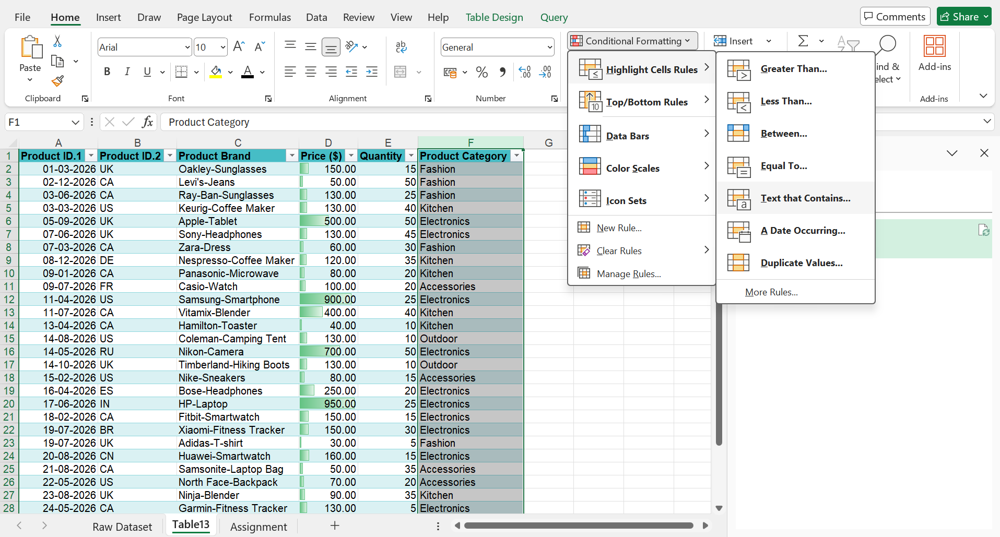 File Home Insert Draw Page Layout Formulas Data Review View Help Table Design Query Comments Share
Paste
Clipboard
Arial 10
B I U
Font
Alignment
General
Number
Conditional Formatting
Insert
Add-ins
Add-ins
Highlight Cells Rules
Top/Bottom Rules
Data Bars
Color Scales
Icon Sets
New Rule...
Clear Rules
Manage Rules...
Greater Than...
Less Than...
Between...
Equal To...
Text that Contains...
A Date Occurring...
Duplicate Values...
More Rules...
F1 fx Product Category
A B C D E F G
1 Product ID.1 Product ID.2 Product Brand Price ($) Quantity Product Category
2 01-03-2026 UK Oakley-Sunglasses 150.00 15 Fashion
3 02-12-2026 CA Levi's-Jeans 50.00 50 Fashion
4 03-06-2026 CA Ray-Ban-Sunglasses 130.00 25 Fashion
5 03-03-2026 US Keurig-Coffee Maker 130.00 40 Kitchen
6 05-09-2026 UK Apple-Tablet 500.00 50 Electronics
7 07-06-2026 UK Sony-Headphones 130.00 45 Electronics
8 07-03-2026 CA Zara-Dress 60.00 30 Fashion
9 08-12-2026 DE Nespresso-Coffee Maker 120.00 35 Kitchen
10 09-01-2026 CA Panasonic-Microwave 80.00 20 Kitchen
11 09-07-2026 FR Casio-Watch 100.00 20 Accessories
12 11-04-2026 US Samsung-Smartphone 900.00 25 Electronics
13 11-07-2026 CA Vitamix-Blender 400.00 40 Kitchen
14 13-04-2026 CA Hamilton-Toaster 40.00 10 Kitchen
15 14-08-2026 US Coleman-Camping Tent 130.00 10 Outdoor
16 14-05-2026 RU Nikon-Camera 700.00 50 Electronics
17 14-10-2026 UK Timberland-Hiking Boots 130.00 10 Outdoor
18 15-02-2026 US Nike-Sneakers 80.00 15 Accessories
19 16-04-2026 ES Bose-Headphones 250.00 20 Electronics
20 17-06-2026 IN HP-Laptop 950.00 25 Electronics
21 18-02-2026 CA Fitbit-Smartwatch 150.00 15 Electronics
22 19-07-2026 BR Xiaomi-Fitness Tracker 150.00 30 Electronics
23 19-07-2026 UK Adidas-T-shirt 30.00 5 Fashion
24 20-08-2026 CN Huawei-Smartwatch 160.00 15 Electronics
25 21-08-2026 CA Samsonite-Laptop Bag 50.00 35 Accessories
26 22-05-2026 US North Face-Backpack 70.00 20 Accessories
27 23-08-2026 UK Ninja-Blender 90.00 35 Kitchen
28 24-05-2026 CA Garmin-Fitness Tracker 130.00 5 Electronics
Raw Dataset Table13 Assignment